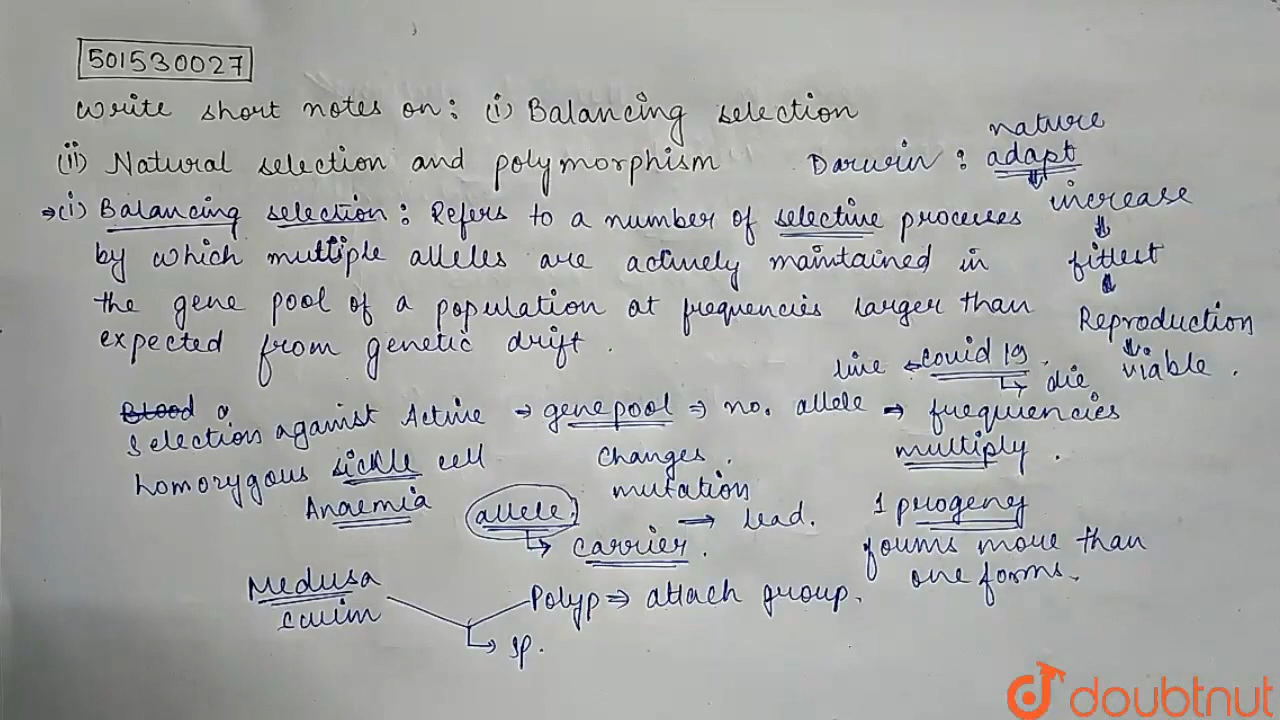 501530027
Write short notes on: (i) Balancing selection
(ii) Natural selection and polymorphism
Darwin : adapt
nature
increase
fittest
Reproduction
viable.
⇒(i) Balancing selection: Refers to a number of selective processes
by which multiple alleles are actively maintained in
the gene pool of a population at frequencies larger than
expected from genetic drift.
live ← covid 19.
↳ die
Selection against Active → gene pool → no. allele → frequencies
multiply.
homozygous sickle cell
Anaemia
changes.
mutation
allele.
↳ carrier.
→ lead.
1 progeny
forms more than
one forms.
Medusa
swim
Polyp ⇒ attach group.
↳ sp.
doubtnut